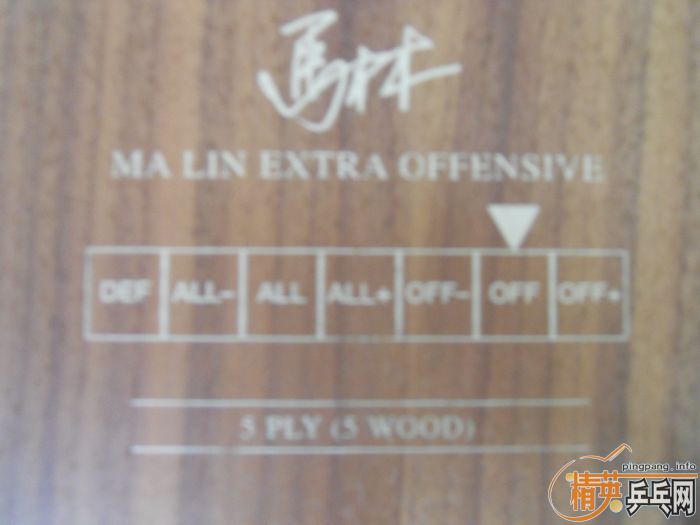 馬林
MA LIN EXTRA OFFENSIVE
DEF ALL- ALL ALL+ OFF- OFF OFF+
5 PLY (5 WOOD)
pingpang.info
精英乒乓网